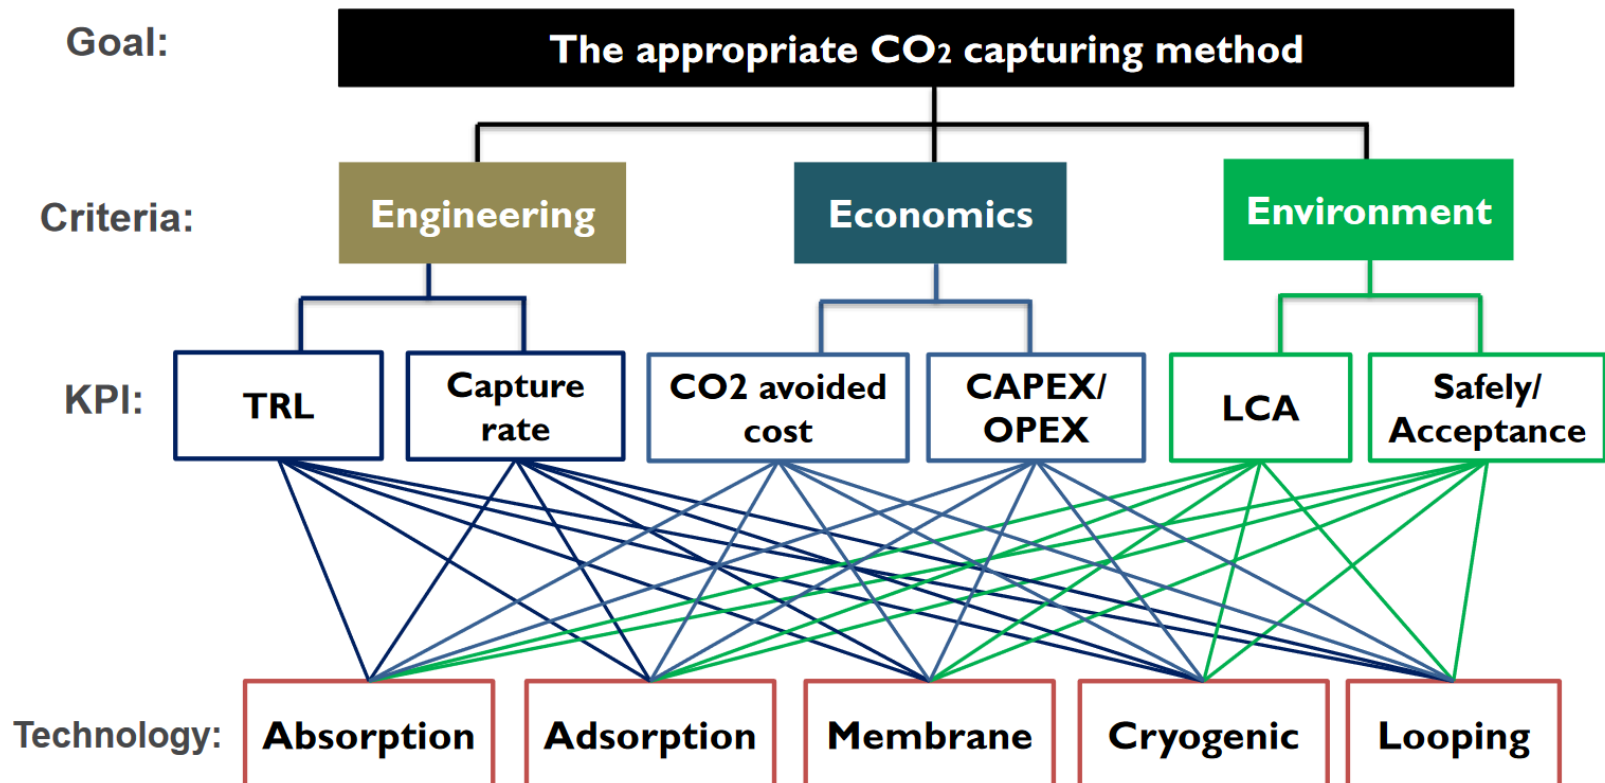 Goal:
The appropriate CO₂ capturing method
Criteria:
Engineering
Economics
Environment
KPI:
TRL
Capture
rate
CO2 avoided
cost
CAPEX/
OPEX
LCA
Safely/
Acceptance
Technology:
Absorption
Adsorption
Membrane
Cryogenic
Looping